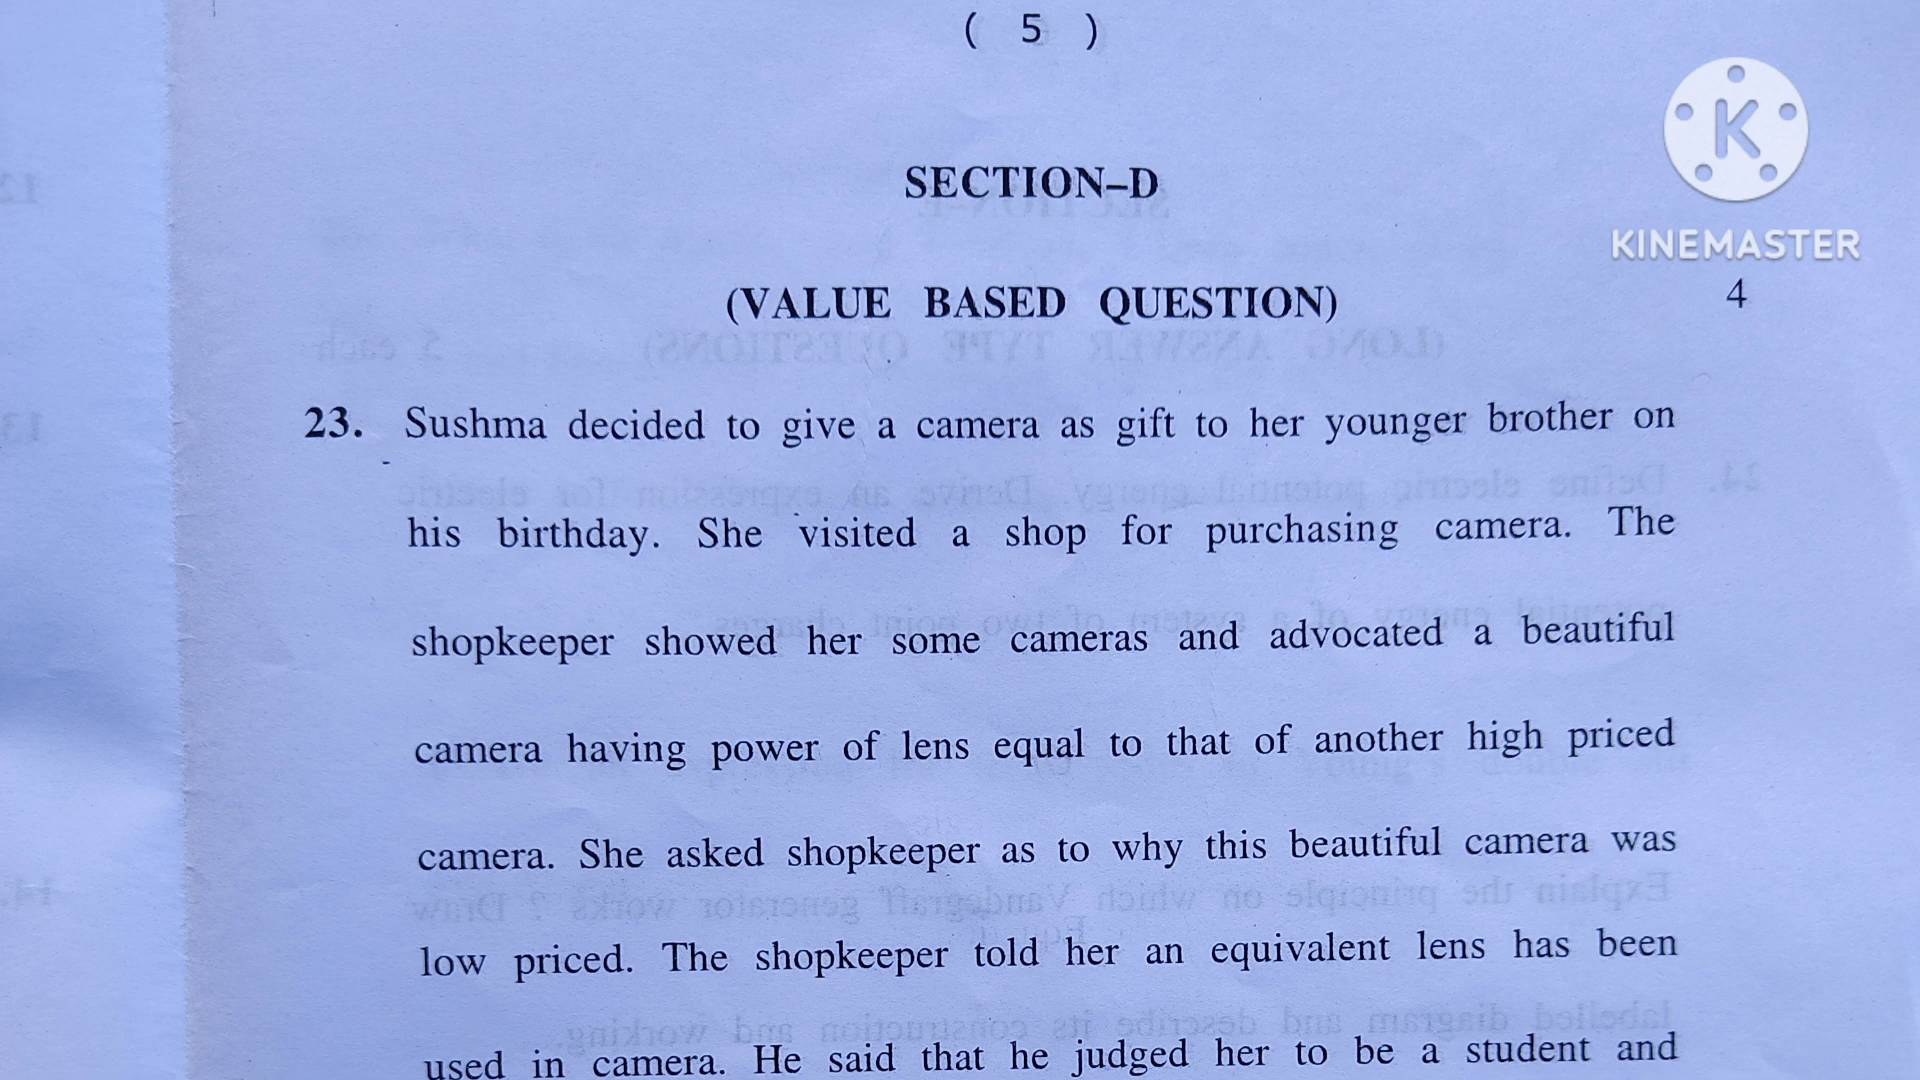 ( 5 )
SECTION–D
KINEMASTER
(VALUE BASED QUESTION) 4
23. Sushma decided to give a camera as gift to her younger brother on
his birthday. She visited a shop for purchasing camera. The
shopkeeper showed her some cameras and advocated a beautiful
camera having power of lens equal to that of another high priced
camera. She asked shopkeeper as to why this beautiful camera was
low priced. The shopkeeper told her an equivalent lens has been
used in camera. He said that he judged her to be a student and